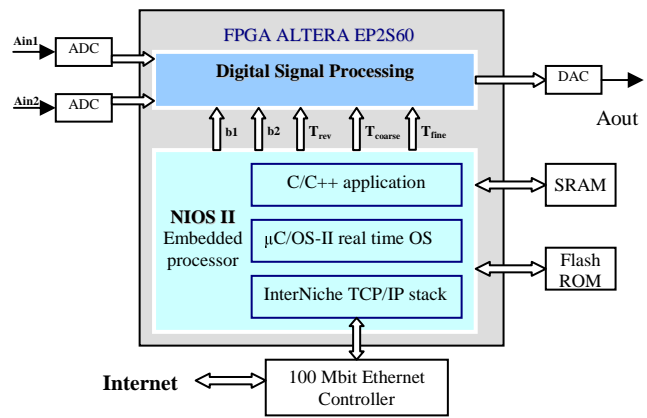 FPGA ALTERA EP2S60
Ain1
ADC
Digital Signal Processing
DAC
Ain2
ADC
Aout
b1
b2
Trev
Tcoarse
Tfine
C/C++ application
SRAM
NIOS II
Embedded
processor
µC/OS-II real time OS
Flash
ROM
InterNiche TCP/IP stack
Internet
100 Mbit Ethernet
Controller